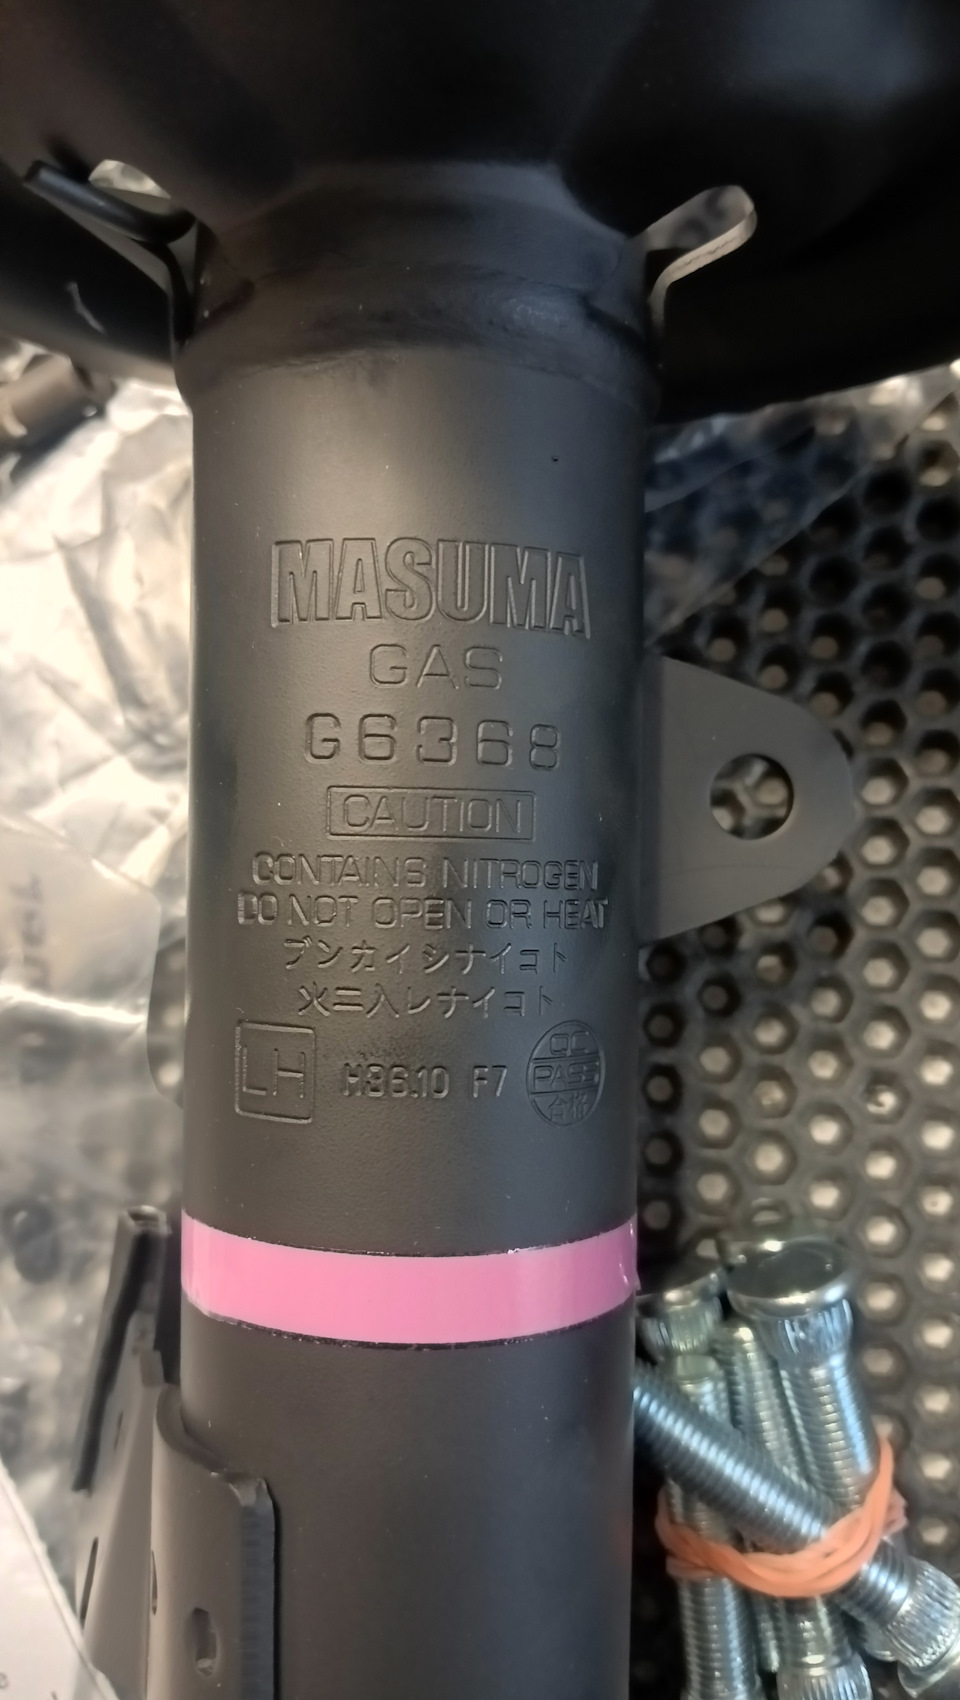 MASUMA
GAS
G6368
CAUTION
CONTAINS NITROGEN
DO NOT OPEN OR HEAT
ブンカイシナイコト
火ニ入レナイコト
LH H36.10 F7 QC PASS 合格